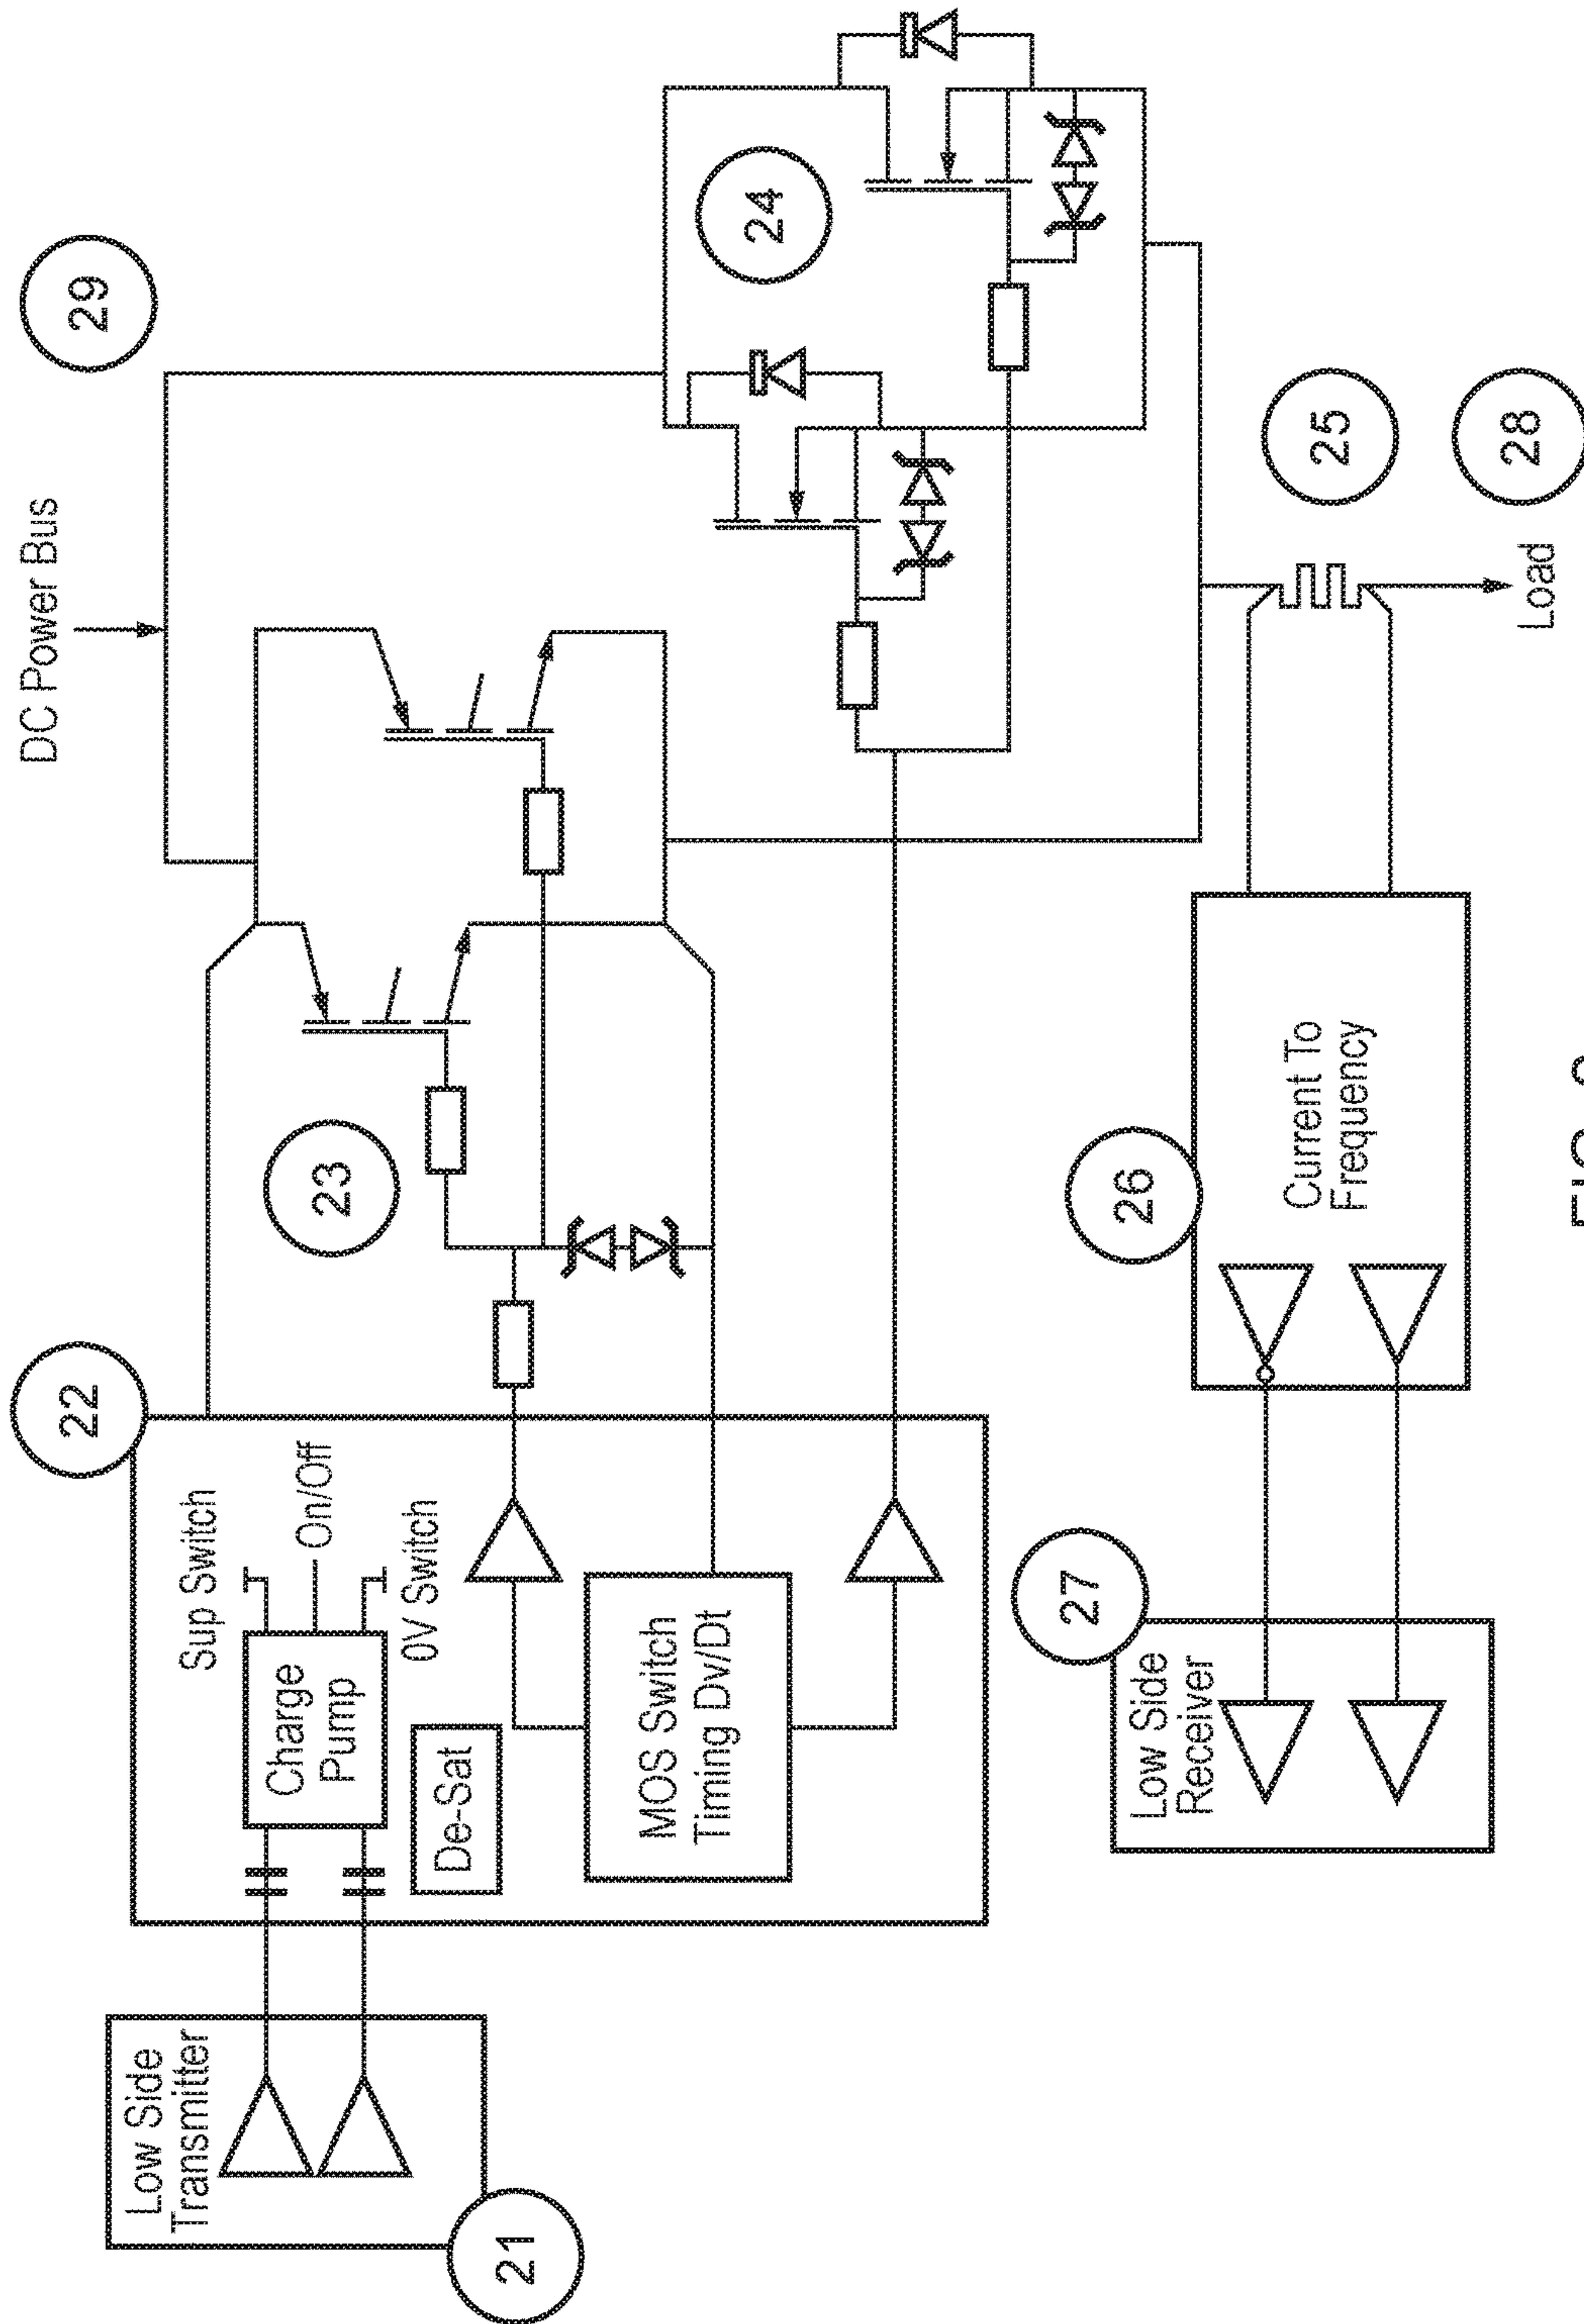 DC Power Bus
22
29
Low Side
Transmitter
Sup Switch
Charge
Pump
On/Off
0V Switch
23
De-Sat
21
MOS Switch
Timing Dv/Dt
24
27
26
Low Side
Receiver
Current To
Frequency
25
Load
28